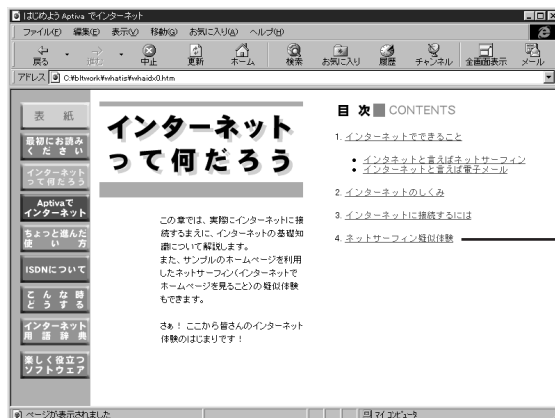 はじめよう Aptiva でインターネット
ファイル(F) 編集(E) 表示(V) 移動(G) お気に入り(A) ヘルプ(H)
戻る 進む 中止 更新 ホーム 検索 お気に入り 履歴 チャンネル 全画面表示 メール
アドレス C:¥bltwork¥whatis¥whaidx0.htm
表 紙
最初にお読み
く だ さ い
インターネット
って何だろう
Aptivaで
インターネット
ちょっと進んだ
使 い 方
ISDNについて
こ ん な 時
ど う す る
インターネット
用 語 辞 典
楽しく役立つ
ソフトウェア
インターネット
って何だろう
この章では、実際にインターネットに接
続するまえに、インターネットの基礎知
識について解説します。
また、サンプルのホームページを利用
したネットサーフィン(インターネットで
ホームページを見ること)の疑似体験
もできます。
さぁ! ここから皆さんのインターネット
体験のはじまりです!
目 次 CONTENTS
1. インターネットでできること
• インタネットと言えばネットサーフィン
• インターネットと言えば電子メール
2. インターネットのしくみ
3. インターネットに接続するには
4. ネットサーフィン疑似体験
ページが表示されました
マイ コンピュータ